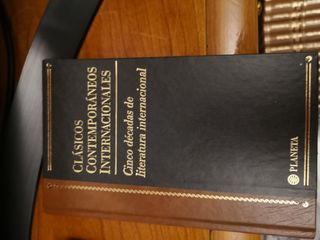 CLÁSICOS
CONTEMPORÁNEOS
INTERNACIONALES
Cinco décadas de
literatura internacional
PLANETA